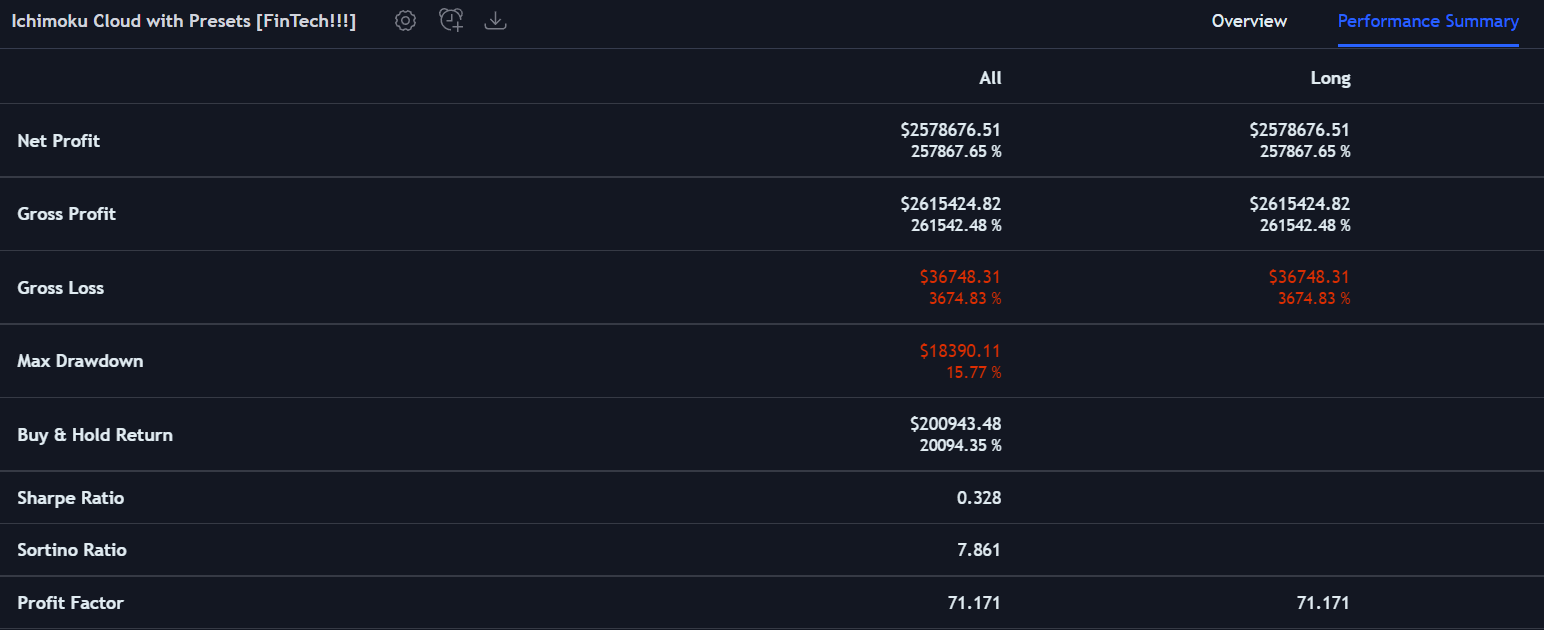 Ichimoku Cloud with Presets [FinTech!!!]
Overview
Performance Summary
All
Long
Net Profit
$2578676.51
257867.65 %
$2578676.51
257867.65 %
Gross Profit
$2615424.82
261542.48 %
$2615424.82
261542.48 %
Gross Loss
$36748.31
3674.83 %
$36748.31
3674.83 %
Max Drawdown
$18390.11
15.77 %
Buy & Hold Return
$200943.48
20094.35 %
Sharpe Ratio
0.328
Sortino Ratio
7.861
Profit Factor
71.171
71.171